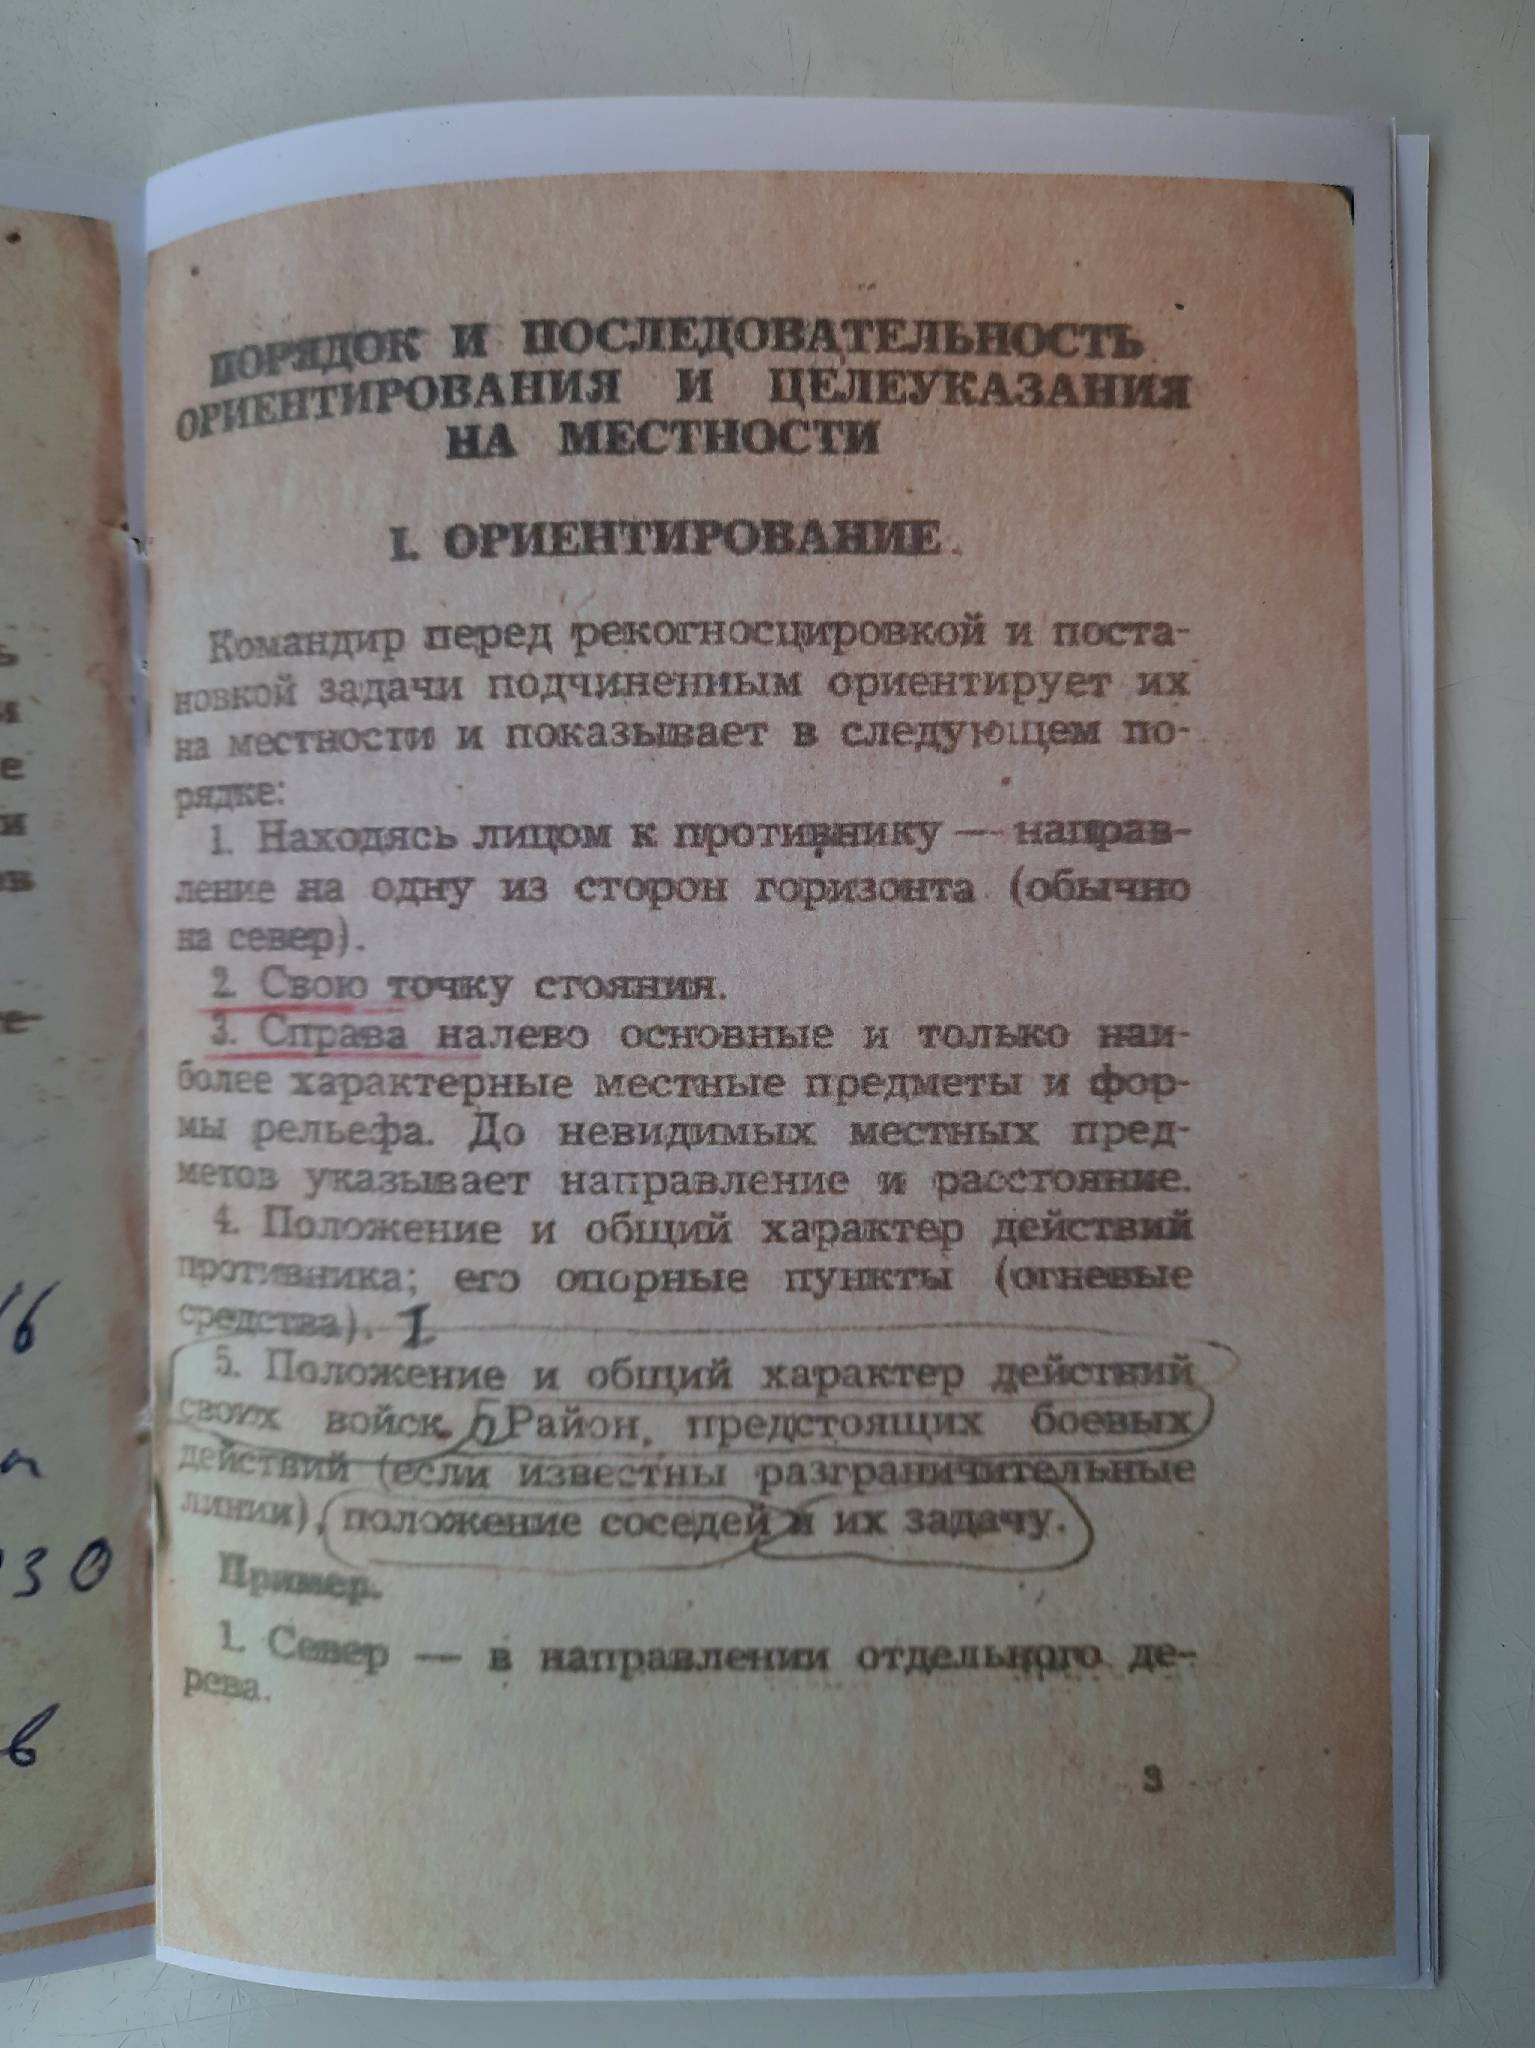 ПОРЯДОК И ПОСЛЕДОВАТЕЛЬНОСТЬ
ОРИЕНТИРОВАНИЯ И ЦЕЛЕУКАЗАНИЯ
НА МЕСТНОСТИ
I. ОРИЕНТИРОВАНИЕ.
Командир перед рекогносцировкой и поста-
новкой задачи подчиненным ориентирует их
на местности и показывает в следующем по-
рядке:
1. Находясь лицом к противнику — направ-
ление на одну из сторон горизонта (обычно
на север).
2. Свою точку стояния.
3. Справа налево основные и только наи-
более характерные местные предметы и фор-
мы рельефа. До невидимых местных пред-
метов указывает направление и расстояние.
4. Положение и общий характер действий
противника; его опорные пункты (огневые
средства). 1.
5. Положение и общий характер действий
своих войск. Район, предстоящих боевых
действий (если известны разграничительные
линии), положение соседей и их задачу.
Пример.
1. Север — в направлении отдельного де-
рева.
3